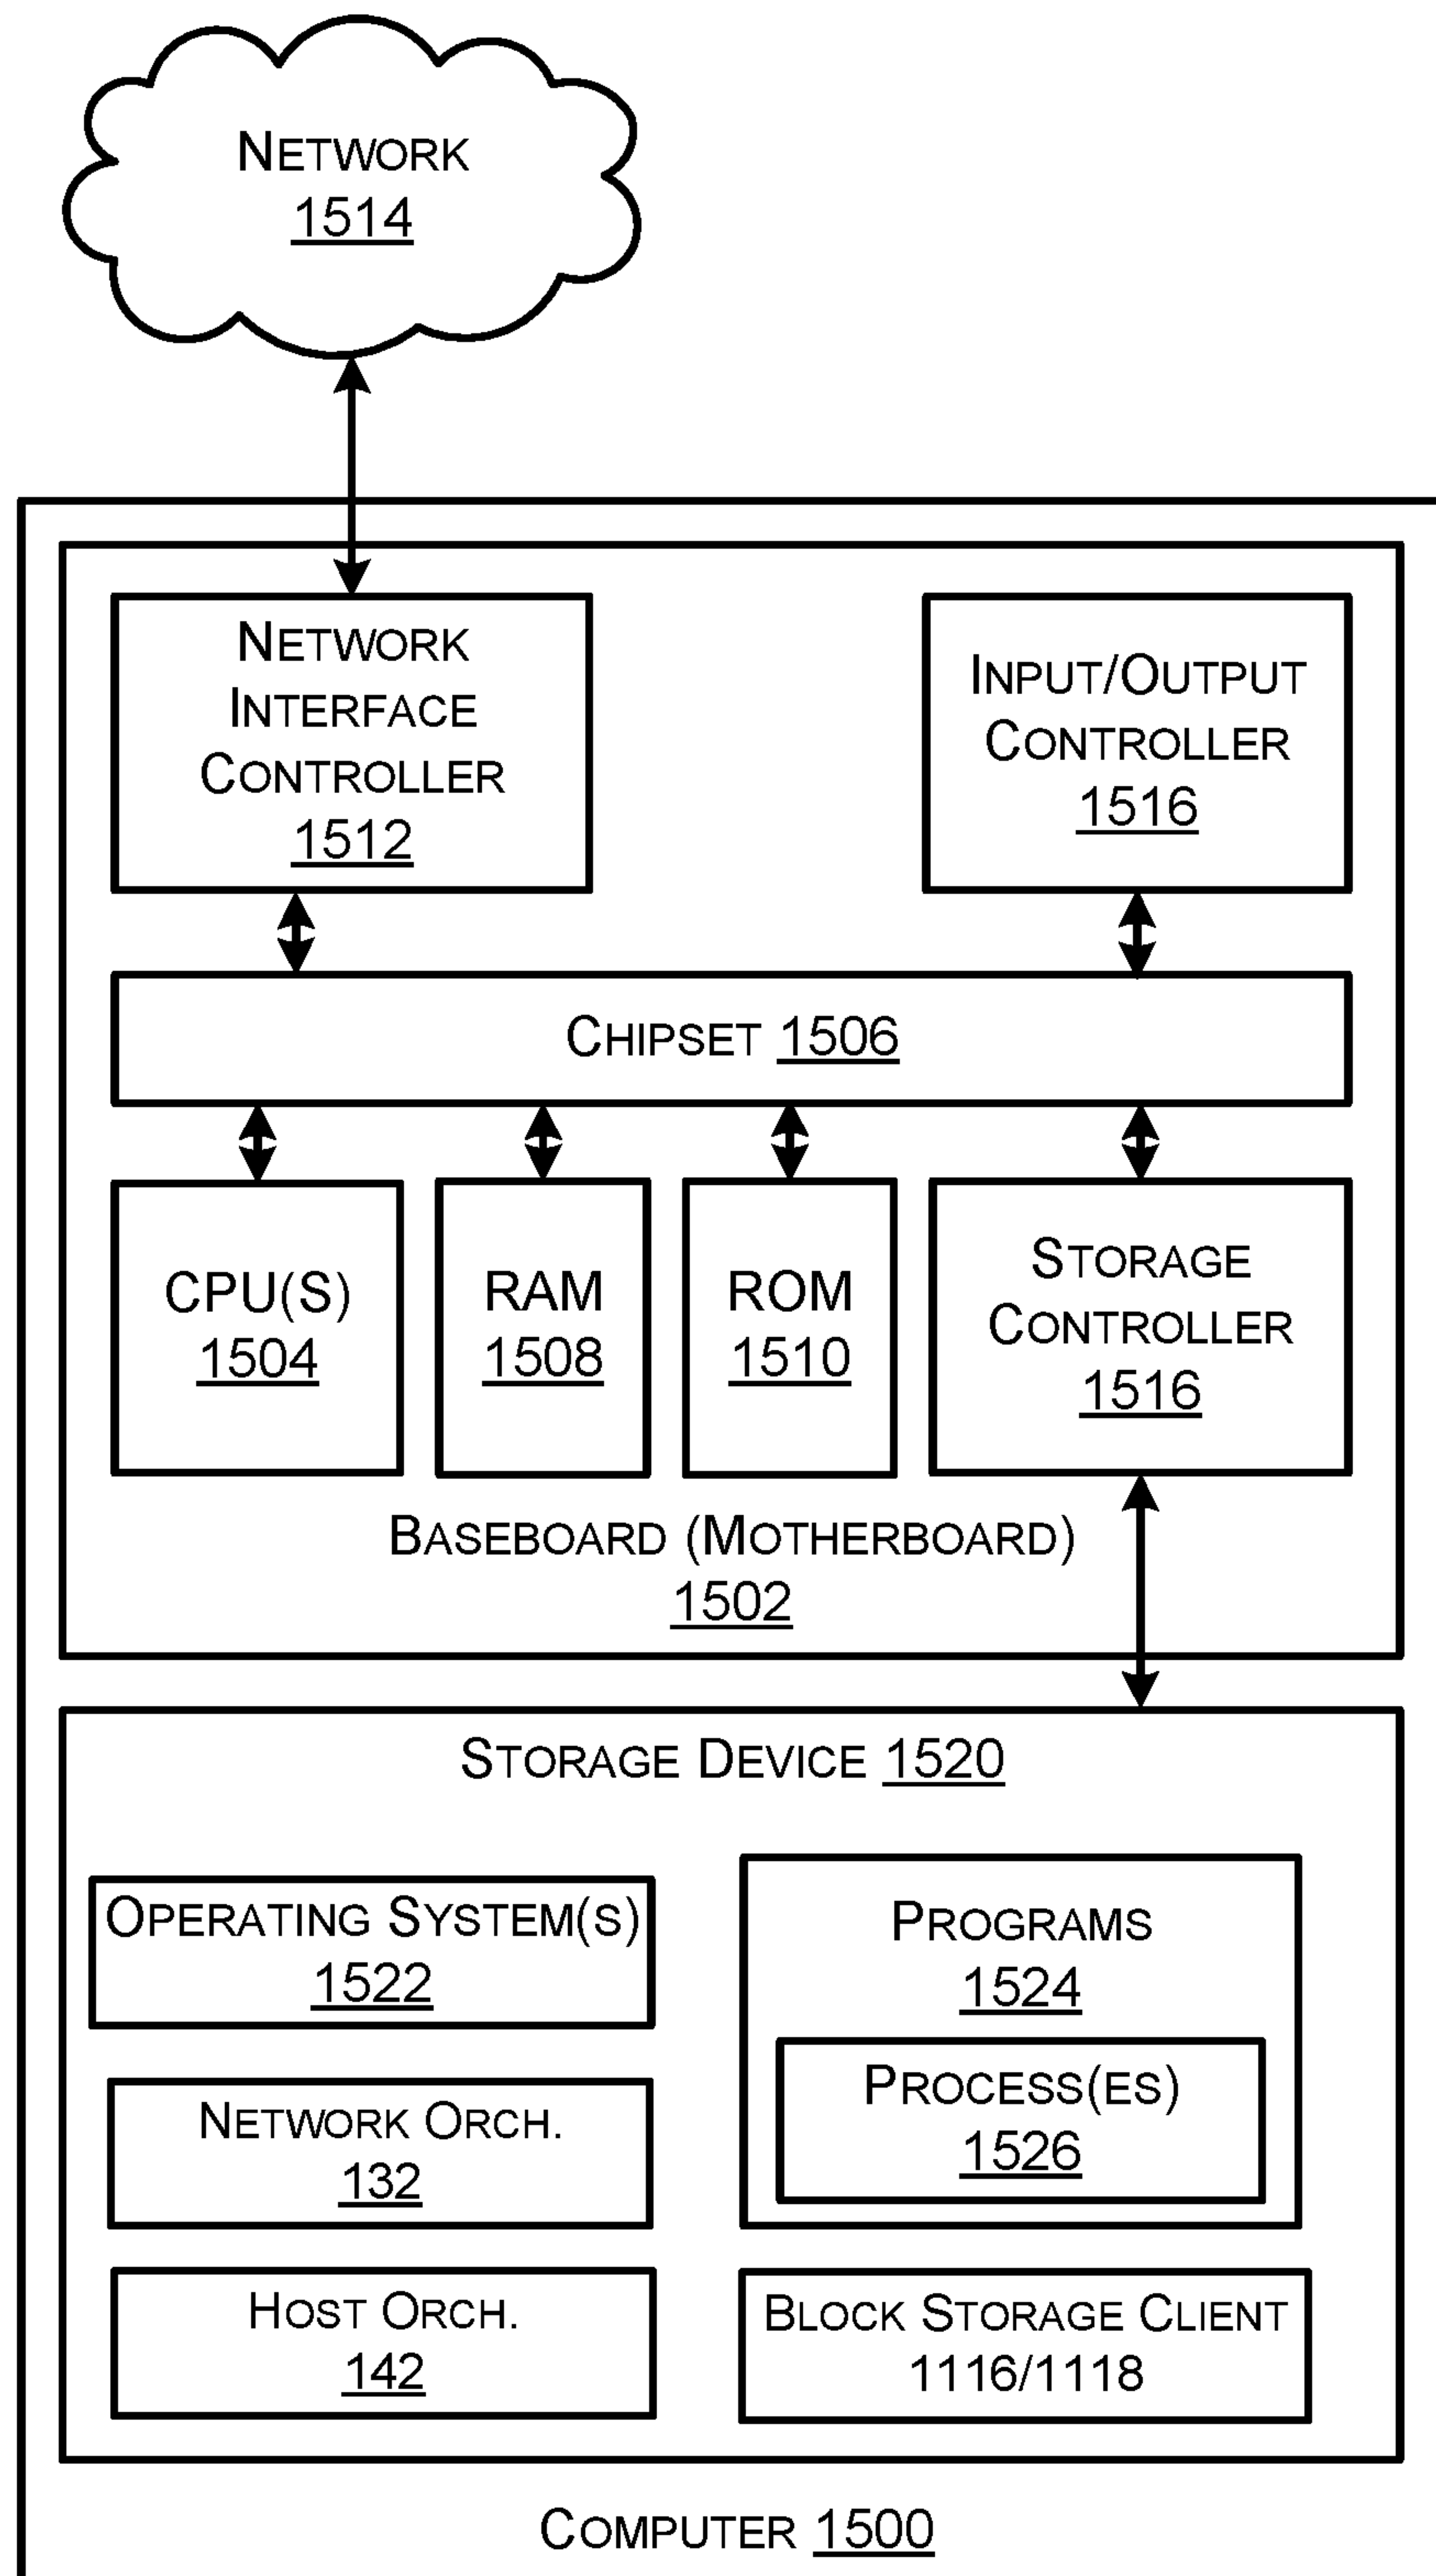 NETWORK
1514
NETWORK
INTERFACE
CONTROLLER
1512
INPUT/OUTPUT
CONTROLLER
1516
CHIPSET 1506
CPU(S)
1504
RAM
1508
ROM
1510
STORAGE
CONTROLLER
1516
BASEBOARD (MOTHERBOARD)
1502
STORAGE DEVICE 1520
OPERATING SYSTEM(S)
1522
PROGRAMS
1524
PROCESS(ES)
1526
NETWORK ORCH.
132
HOST ORCH.
142
BLOCK STORAGE CLIENT
1116/1118
COMPUTER 1500